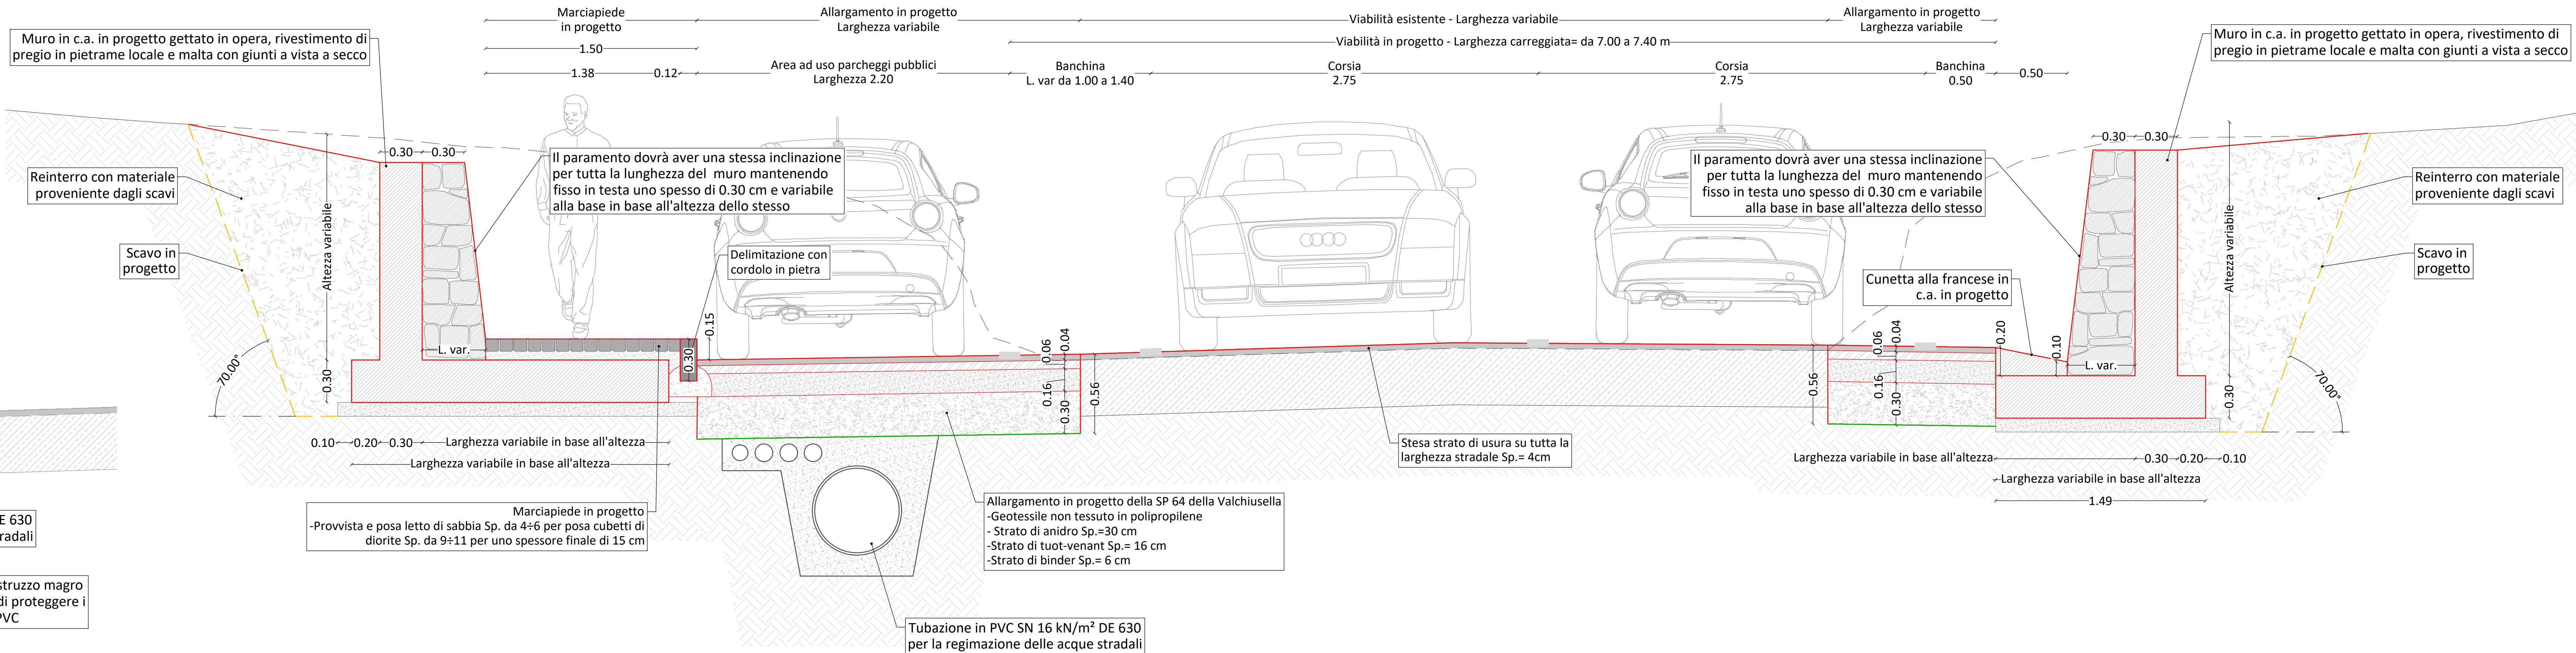 Marciapiede
in progetto
Allargamento in progetto
Larghezza variabile
Viabilità esistente - Larghezza variabile
Allargamento in progetto
Larghezza variabile
1.50
Viabilità in progetto - Larghezza carreggiata= da 7.00 a 7.40 m
1.38
0.12
Area ad uso parcheggi pubblici
Larghezza 2.20
Banchina
L. var da 1.00 a 1.40
Corsia
2.75
Corsia
2.75
Banchina
0.50
0.50
Muro in c.a. in progetto gettato in opera, rivestimento di
pregio in pietrame locale e malta con giunti a vista a secco
Muro in c.a. in progetto gettato in opera, rivestimento di
pregio in pietrame locale e malta con giunti a vista a secco
0.30
0.30
0.30
0.30
Il paramento dovrà aver una stessa inclinazione
per tutta la lunghezza del muro mantenendo
fisso in testa uno spesso di 0.30 cm e variabile
alla base in base all'altezza dello stesso
Il paramento dovrà aver una stessa inclinazione
per tutta la lunghezza del muro mantenendo
fisso in testa uno spesso di 0.30 cm e variabile
alla base in base all'altezza dello stesso
Reinterro con materiale
proveniente dagli scavi
Reinterro con materiale
proveniente dagli scavi
Scavo in
progetto
Altezza variabile
Delimitazione con
cordolo in pietra
Cunetta alla francese in
c.a. in progetto
Altezza variabile
Scavo in
progetto
L. var.
0.15
0.30
0.06
0.04
0.16
0.30
0.56
0.56
0.06
0.04
0.16
0.30
0.20
0.10
L. var.
70.00°
0.30
0.30
70.00°
0.10
0.20
0.30
Larghezza variabile in base all'altezza
Larghezza variabile in base all'altezza
Stesa strato di usura su tutta la
larghezza stradale Sp.= 4cm
Larghezza variabile in base all'altezza
0.30
0.20
0.10
Larghezza variabile in base all'altezza
1.49
Marciapiede in progetto
-Provvista e posa letto di sabbia Sp. da 4÷6 per posa cubetti di
diorite Sp. da 9÷11 per uno spessore finale di 15 cm
Allargamento in progetto della SP 64 della Valchiusella
-Geotessile non tessuto in polipropilene
- Strato di anidro Sp.=30 cm
-Strato di tuot-venant Sp.= 16 cm
-Strato di binder Sp.= 6 cm
E 630
radali
struzzo magro
di proteggere i
PVC
Tubazione in PVC SN 16 kN/m² DE 630
per la regimazione delle acque stradali